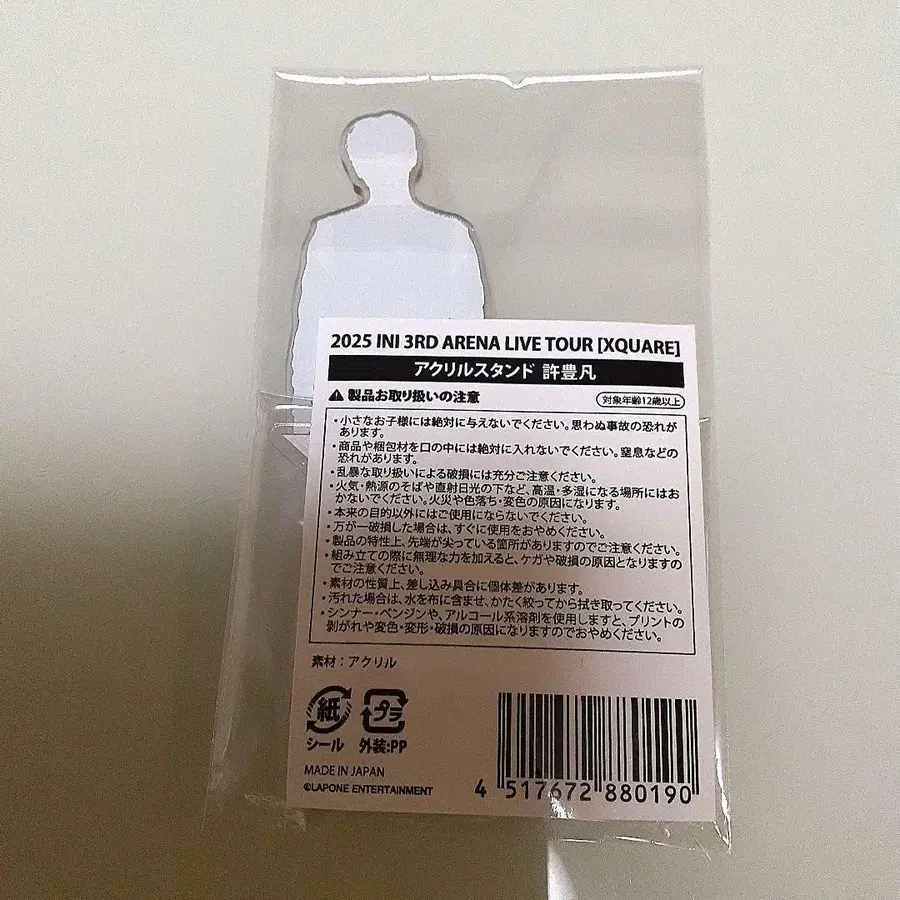 2025 INI 3RD ARENA LIVE TOUR [XQUARE]
アクリルスタンド 許豊凡
⚠ 製品お取り扱いの注意
対象年齢12歳以上
・小さなお子様には絶対に与えないでください。思わぬ事故の恐れが
あります。
・商品や梱包材を口の中には絶対に入れないでください。窒息などの
恐れがあります。
・乱暴な取り扱いによる破損には充分ご注意ください。
・火気・熱源のそばや直射日光の下など、高温・多湿になる場所にはお
かないでください。火災や色落ち・変色の原因になります。
・本来の目的以外にはご使用にならないでください。
・万が一破損した場合は、すぐに使用をおやめください。
・製品の特性上、先端が尖っている箇所がありますのでご注意ください。
・組み立ての際に無理な力を加えると、ケガや破損の原因となりますの
でご注意ください。
・素材の性質上、差し込み具合に個体差があります。
・汚れた場合は、水を布に含ませ、かたく絞ってから拭き取ってください。
・シンナー・ベンジンや、アルコール系溶剤を使用しますと、プリントの
剥がれや変色・変形・破損の原因になりますのでおやめください。
素材：アクリル
紙 プラ
シール 外装:PP
MADE IN JAPAN
©LAPONE ENTERTAINMENT
4 517672 880190